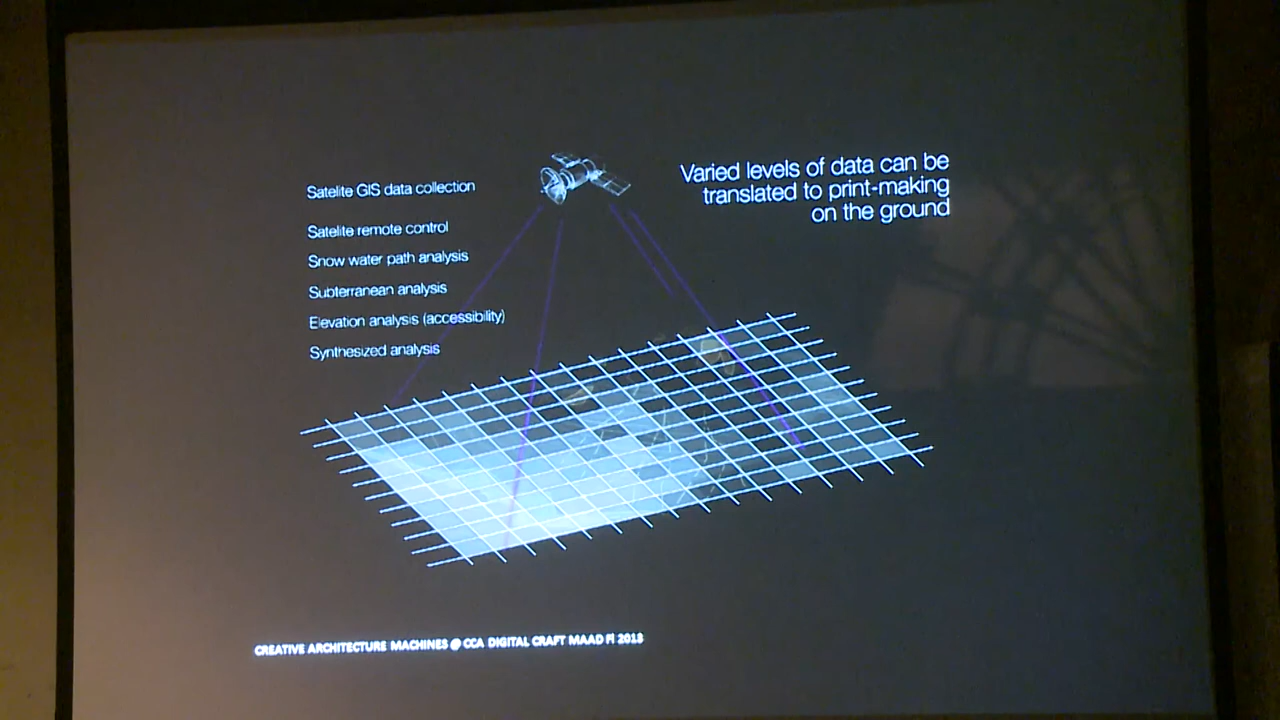 Satelite GIS data collection
Satelite remote control
Snow water path analysis
Subterranean analysis
Elevation analysis (accessibility)
Synthesized analysis
Varied levels of data can be
translated to print-making
on the ground
CREATIVE ARCHITECTURE MACHINES @ CCA DIGITAL CRAFT MAAD Fl 2013